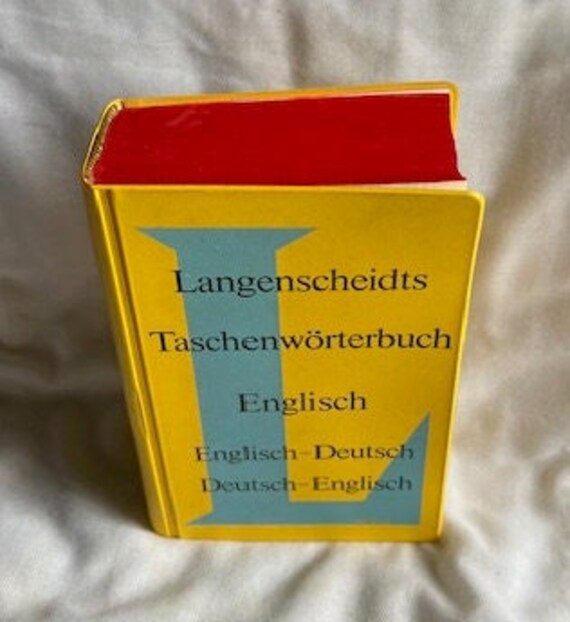 Langenscheidts
Taschenwörterbuch
Englisch
Englisch-Deutsch
Deutsch-Englisch